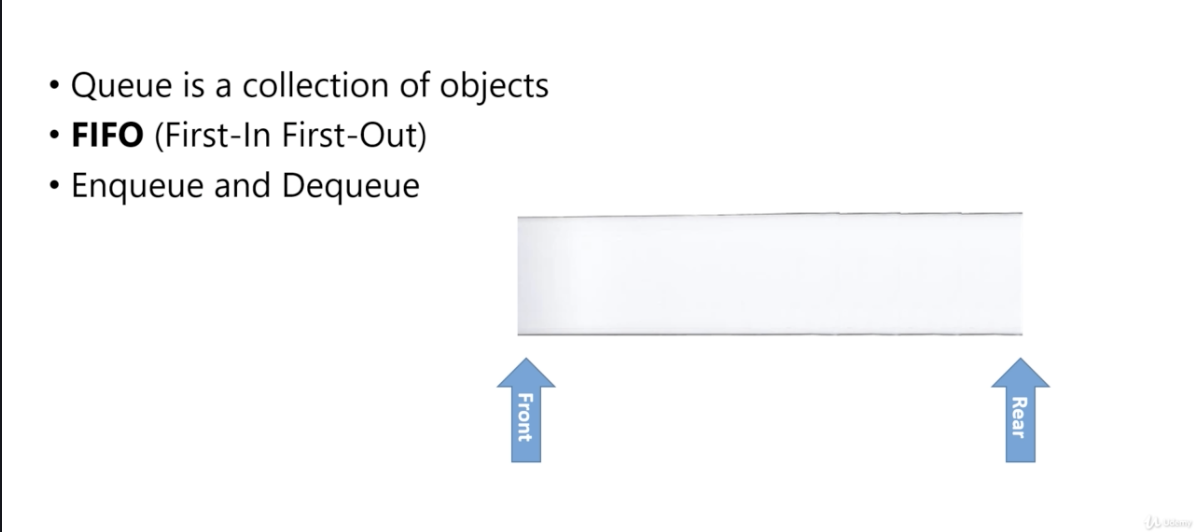 • Queue is a collection of objects
• FIFO (First-In First-Out)
• Enqueue and Dequeue
Front
Rear
Udemy